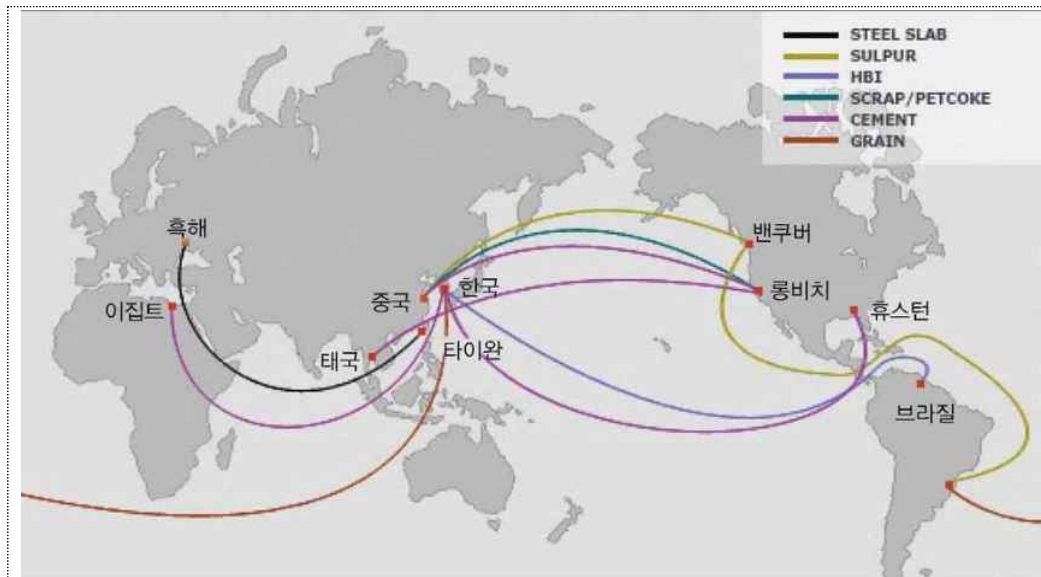 STEEL SLAB
SULPUR
HBI
SCRAP/PETCOKE
CEMENT
GRAIN
흑해
밴쿠버
이집트
중국
한국
롱비치
휴스턴
태국
타이완
브라질